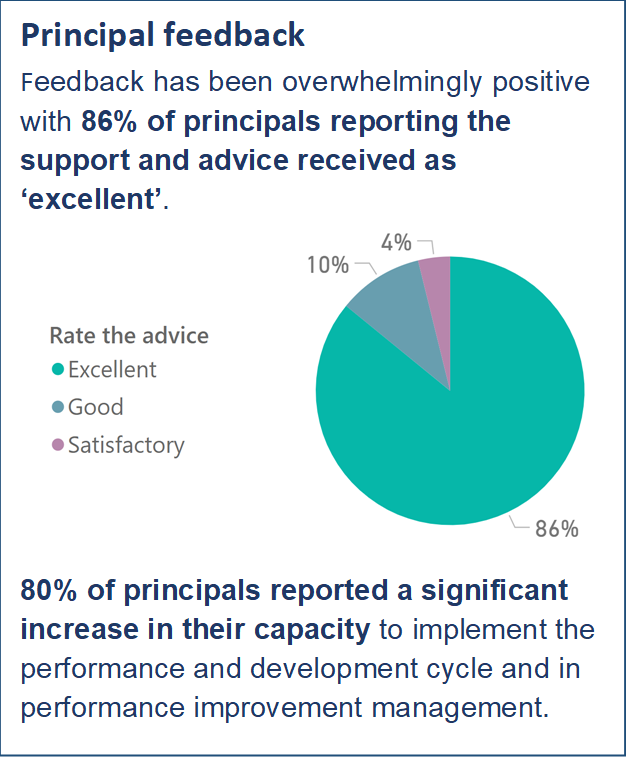 Principal feedback
Feedback has been overwhelmingly positive
with 86% of principals reporting the
support and advice received as
‘excellent’.
4%
10%
Rate the advice
Excellent
Good
Satisfactory
86%
80% of principals reported a significant
increase in their capacity to implement the
performance and development cycle and in
performance improvement management.